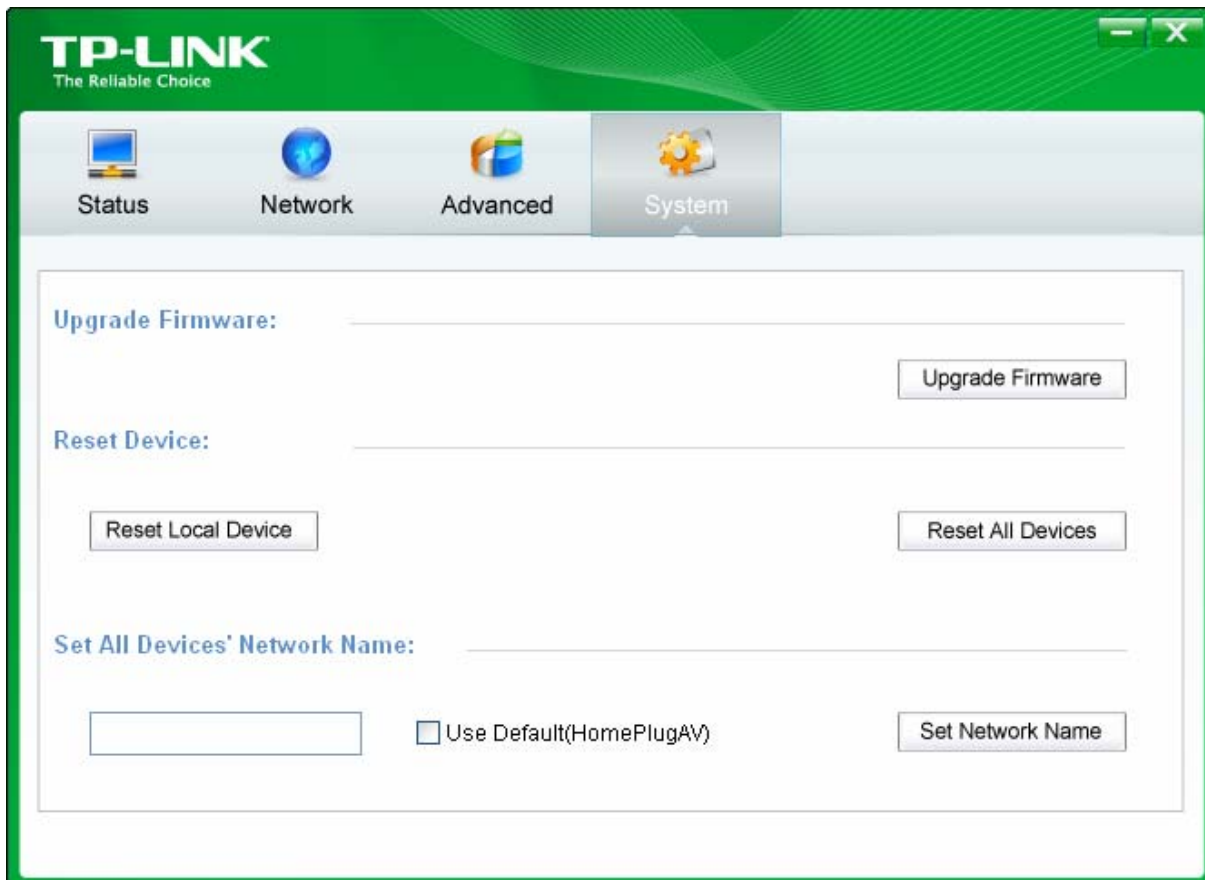 TP-LINK
The Reliable Choice
Status
Network
Advanced
System
Upgrade Firmware:
Upgrade Firmware
Reset Device:
Reset Local Device
Reset All Devices
Set All Devices' Network Name:
Use Default(HomePlugAV)
Set Network Name